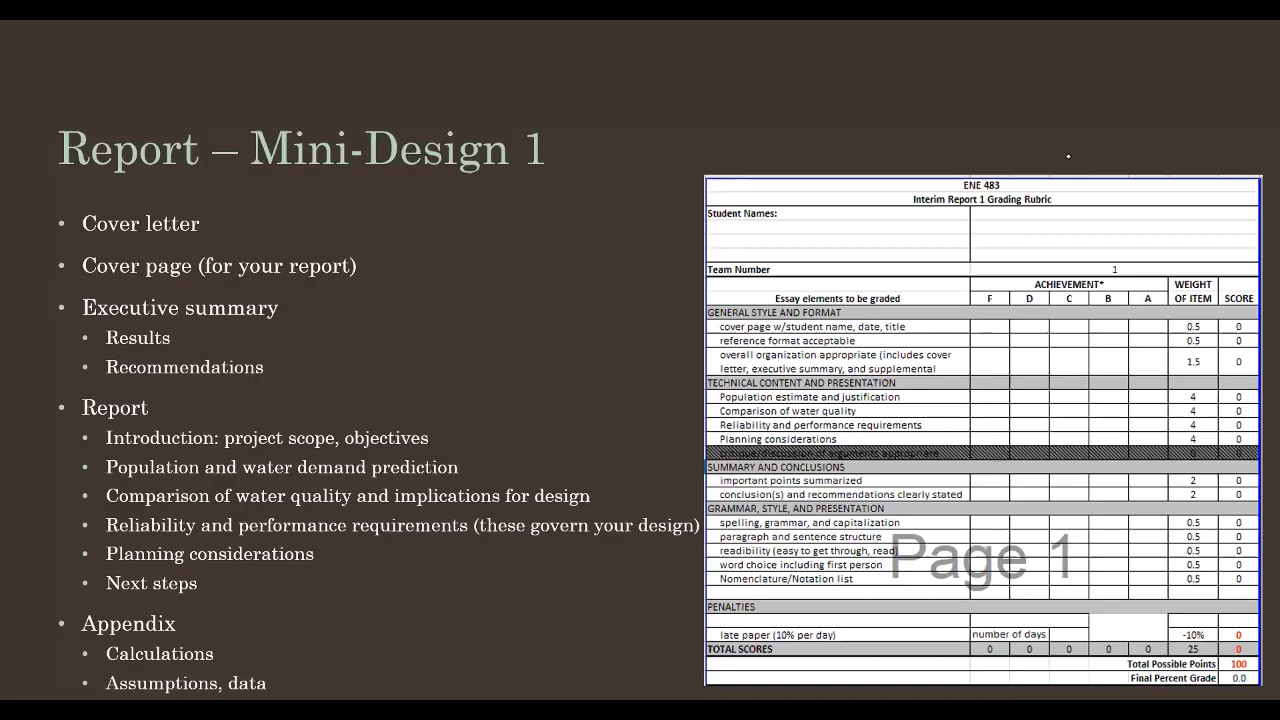 Report – Mini-Design 1
• Cover letter
• Cover page (for your report)
• Executive summary
• Results
• Recommendations
• Report
• Introduction: project scope, objectives
• Population and water demand prediction
• Comparison of water quality and implications for design
• Reliability and performance requirements (these govern your design)
• Planning considerations
• Next steps
• Appendix
• Calculations
• Assumptions, data
ENE 483
Interim Report 1 Grading Rubric
Student Names:
Team Number 1
ACHIEVEMENT* WEIGHT
Essay elements to be graded F D C B A OF ITEM SCORE
GENERAL STYLE AND FORMAT
cover page w/student name, date, title 0.5 0
reference format acceptable 0.5 0
overall organization appropriate (includes cover
letter, executive summary, and supplemental 1.5 0
TECHNICAL CONTENT AND PRESENTATION
Population estimate and justification 4 0
Comparison of water quality 4 0
Reliability and performance requirements 4 0
Planning considerations 4 0
critique/discussion of arguments appropriate 0 0
SUMMARY AND CONCLUSIONS
important points summarized 2 0
conclusion(s) and recommendations clearly stated 2 0
GRAMMAR, STYLE, AND PRESENTATION
spelling, grammar, and capitalization 0.5 0
paragraph and sentence structure 0.5 0
readibility (easy to get through, read) 0.5 0
word choice including first person 0.5 0
Nomenclature/Notation list 0.5 0
Page 1
PENALTIES
late paper (10% per day) number of days -10% 0
TOTAL SCORES 0 0 0 0 0 25 0
Total Possible Points 100
Final Percent Grade 0.0